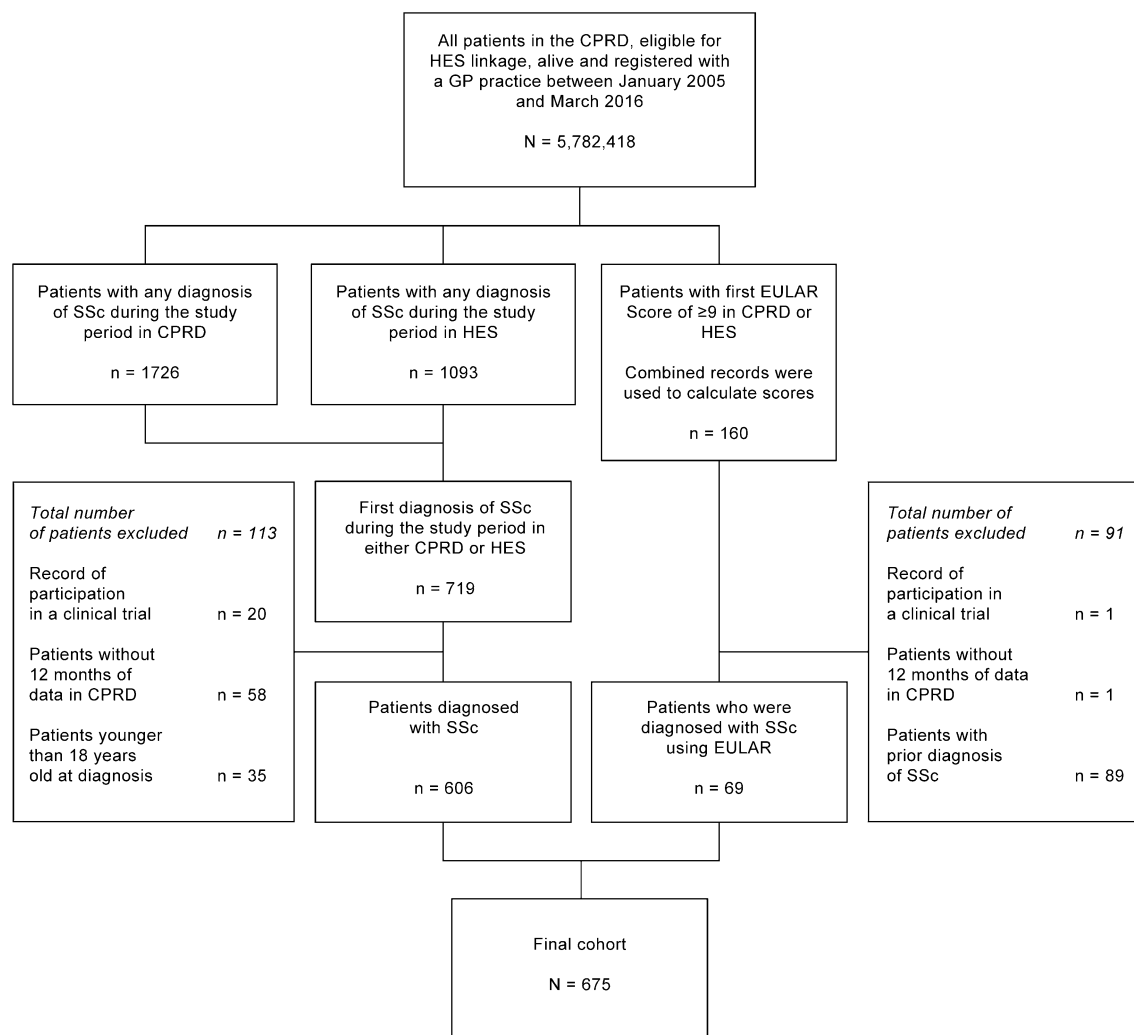 All patients in the CPRD, eligible for
HES linkage, alive and registered with
a GP practice between January 2005
and March 2016
N = 5,782,418
Patients with any diagnosis
of SSc during the study
period in CPRD
n = 1726
Patients with any diagnosis
of SSc during the study
period in HES
n = 1093
Patients with first EULAR
Score of ≥9 in CPRD or
HES
Combined records were
used to calculate scores
n = 160
Total number
of patients excluded n = 113
Record of
participation
in a clinical trial n = 20
Patients without
12 months of
data in CPRD n = 58
Patients younger
than 18 years
old at diagnosis n = 35
First diagnosis of SSc
during the study period in
either CPRD or HES
n = 719
Total number of
patients excluded n = 91
Record of
participation in
a clinical trial n = 1
Patients without
12 months of data
in CPRD n = 1
Patients with
prior diagnosis
of SSc n = 89
Patients diagnosed
with SSc
n = 606
Patients who were
diagnosed with SSc
using EULAR
n = 69
Final cohort
N = 675